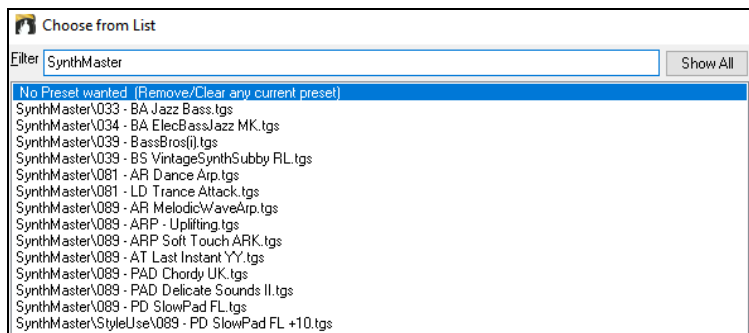 Choose from List
Filter SynthMaster Show All
No Preset wanted (Remove/Clear any current preset)
SynthMaster\033 - BA Jazz Bass.tgs
SynthMaster\034 - BA ElecBassJazz MK.tgs
SynthMaster\039 - BassBros(i).tgs
SynthMaster\039 - BS VintageSynthSubby RL.tgs
SynthMaster\081 - AR Dance Arp.tgs
SynthMaster\081 - LD Trance Attack.tgs
SynthMaster\089 - AR MelodicWaveArp.tgs
SynthMaster\089 - ARP - Uplifting.tgs
SynthMaster\089 - ARP Soft Touch ARK.tgs
SynthMaster\089 - AT Last Instant YY.tgs
SynthMaster\089 - PAD Chordy UK.tgs
SynthMaster\089 - PAD Delicate Sounds II.tgs
SynthMaster\089 - PD SlowPad FL.tgs
SynthMaster\StyleUse\089 - PD SlowPad FL +10.tgs